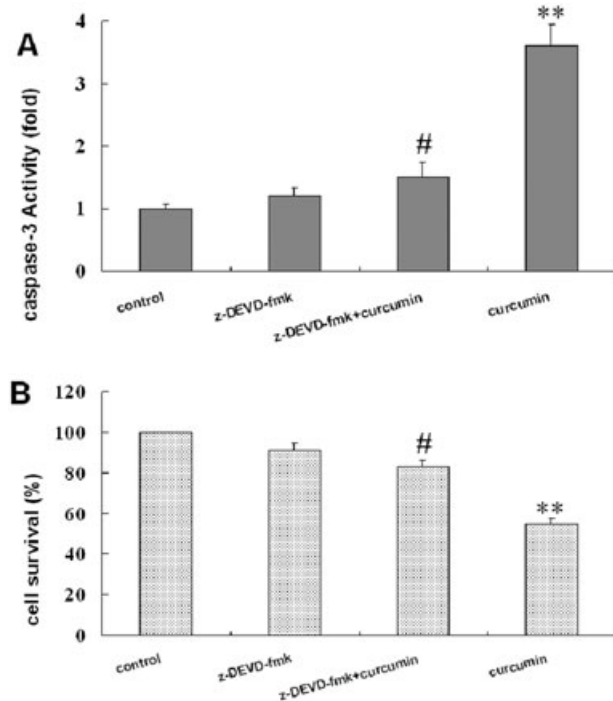 A
caspase-3 Activity (fold)
4
3
2
1
0
**
#
control
z-DEVD-fmk
z-DEVD-fmk+curcumin
curcumin
B
cell survival (%)
120
100
80
60
40
20
0
#
**
control
z-DEVD-fmk
z-DEVD-fmk+curcumin
curcumin